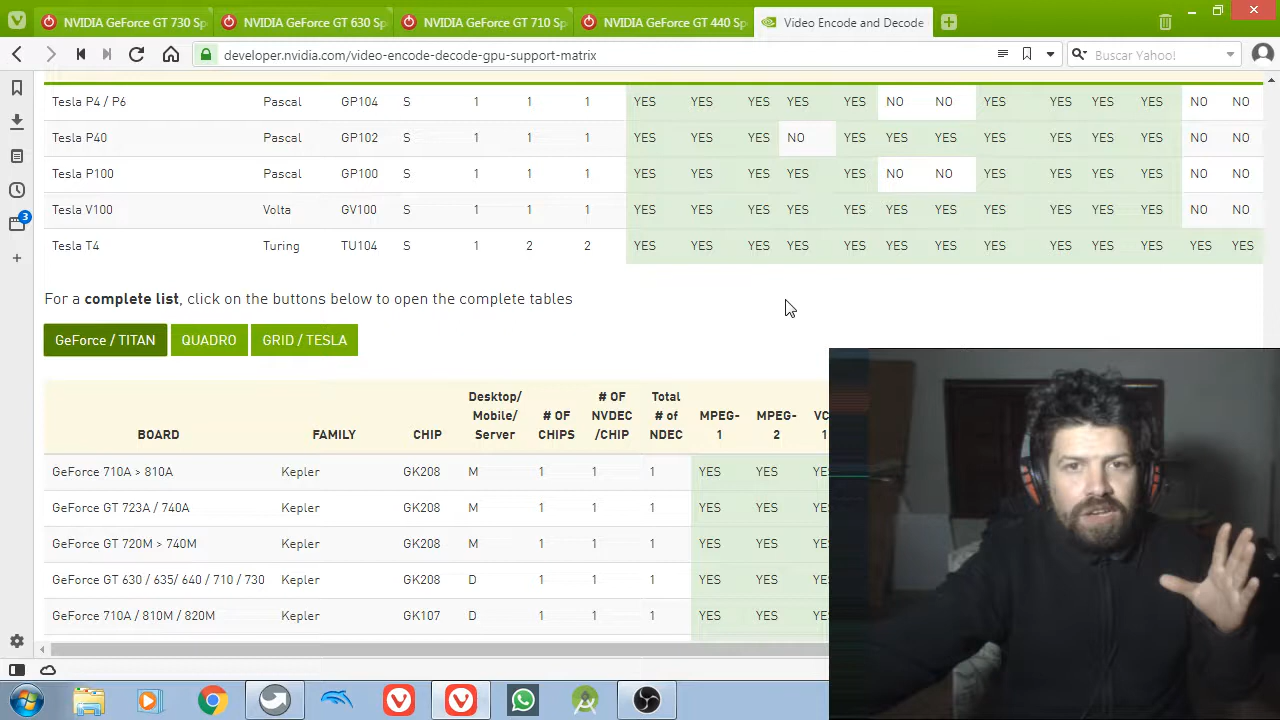 NVIDIA GeForce GT 730 Sp
NVIDIA GeForce GT 630 Sp
NVIDIA GeForce GT 710 Sp
NVIDIA GeForce GT 440 Sp
Video Encode and Decode
developer.nvidia.com/video-encode-decode-gpu-support-matrix
Buscar Yahoo!
Tesla P4 / P6 Pascal GP104 S 1 1 1 YES YES YES YES YES NO NO YES YES YES YES NO NO
Tesla P40 Pascal GP102 S 1 1 1 YES YES YES NO YES YES YES YES YES YES YES NO NO
Tesla P100 Pascal GP100 S 1 1 1 YES YES YES YES YES NO NO YES YES YES YES NO NO
Tesla V100 Volta GV100 S 1 1 1 YES YES YES YES YES YES YES YES YES YES YES NO NO
Tesla T4 Turing TU104 S 1 2 2 YES YES YES YES YES YES YES YES YES YES YES YES YES
3
For a complete list, click on the buttons below to open the complete tables
GeForce / TITAN QUADRO GRID / TESLA
BOARD FAMILY CHIP Desktop/ Mobile/ Server # OF CHIPS # OF NVDEC /CHIP Total # of NDEC MPEG-1 MPEG-2 VC
GeForce 710A > 810A Kepler GK208 M 1 1 1 YES YES YE
GeForce GT 723A / 740A Kepler GK208 M 1 1 1 YES YES YE
GeForce GT 720M > 740M Kepler GK208 M 1 1 1 YES YES YE
GeForce GT 630 / 635/ 640 / 710 / 730 Kepler GK208 D 1 1 1 YES YES YE
GeForce 710A / 810M / 820M Kepler GK107 D 1 1 1 YES YES YE